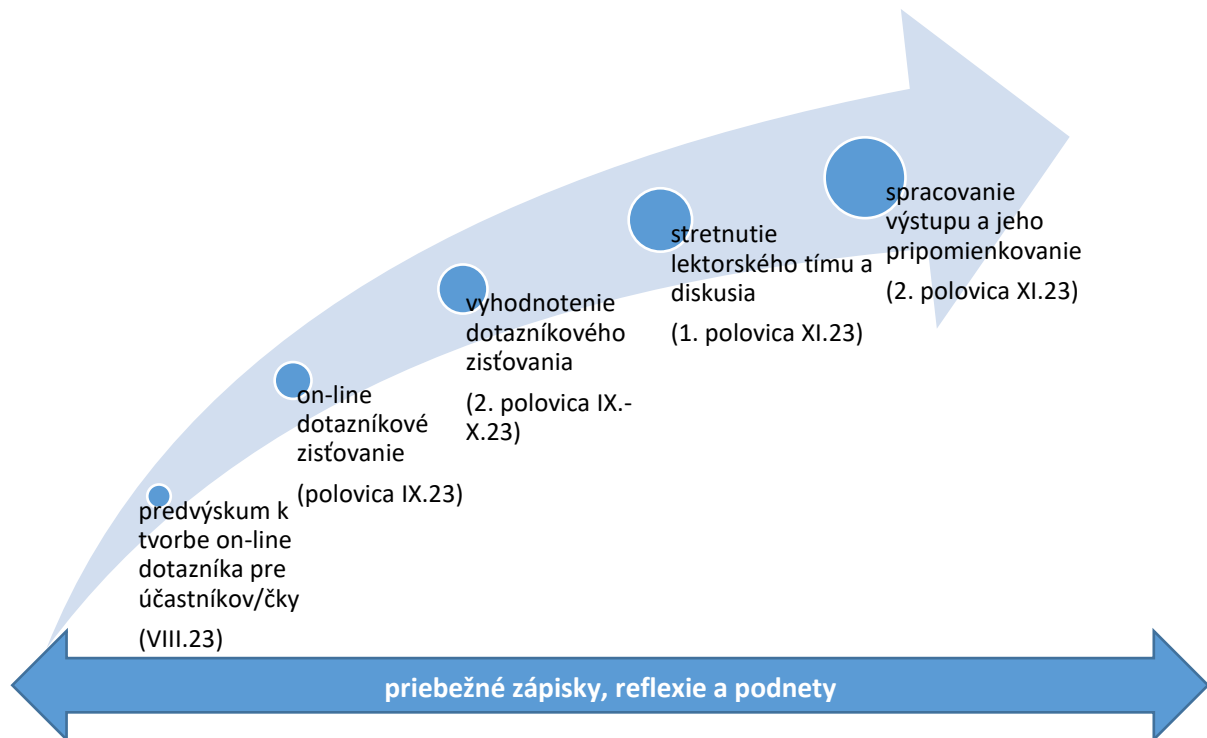 predvýskum k
tvorbe on-line
dotazníka pre
účastníkov/čky
(VIII.23)
on-line
dotazníkové
zisťovanie
(polovica IX.23)
vyhodnotenie
dotazníkového
zisťovania
(2. polovica IX.-
X.23)
stretnutie
lektorského tímu a
diskusia
(1. polovica XI.23)
spracovanie
výstupu a jeho
pripomienkovanie
(2. polovica XI.23)
priebežné zápisky, reflexie a podnety